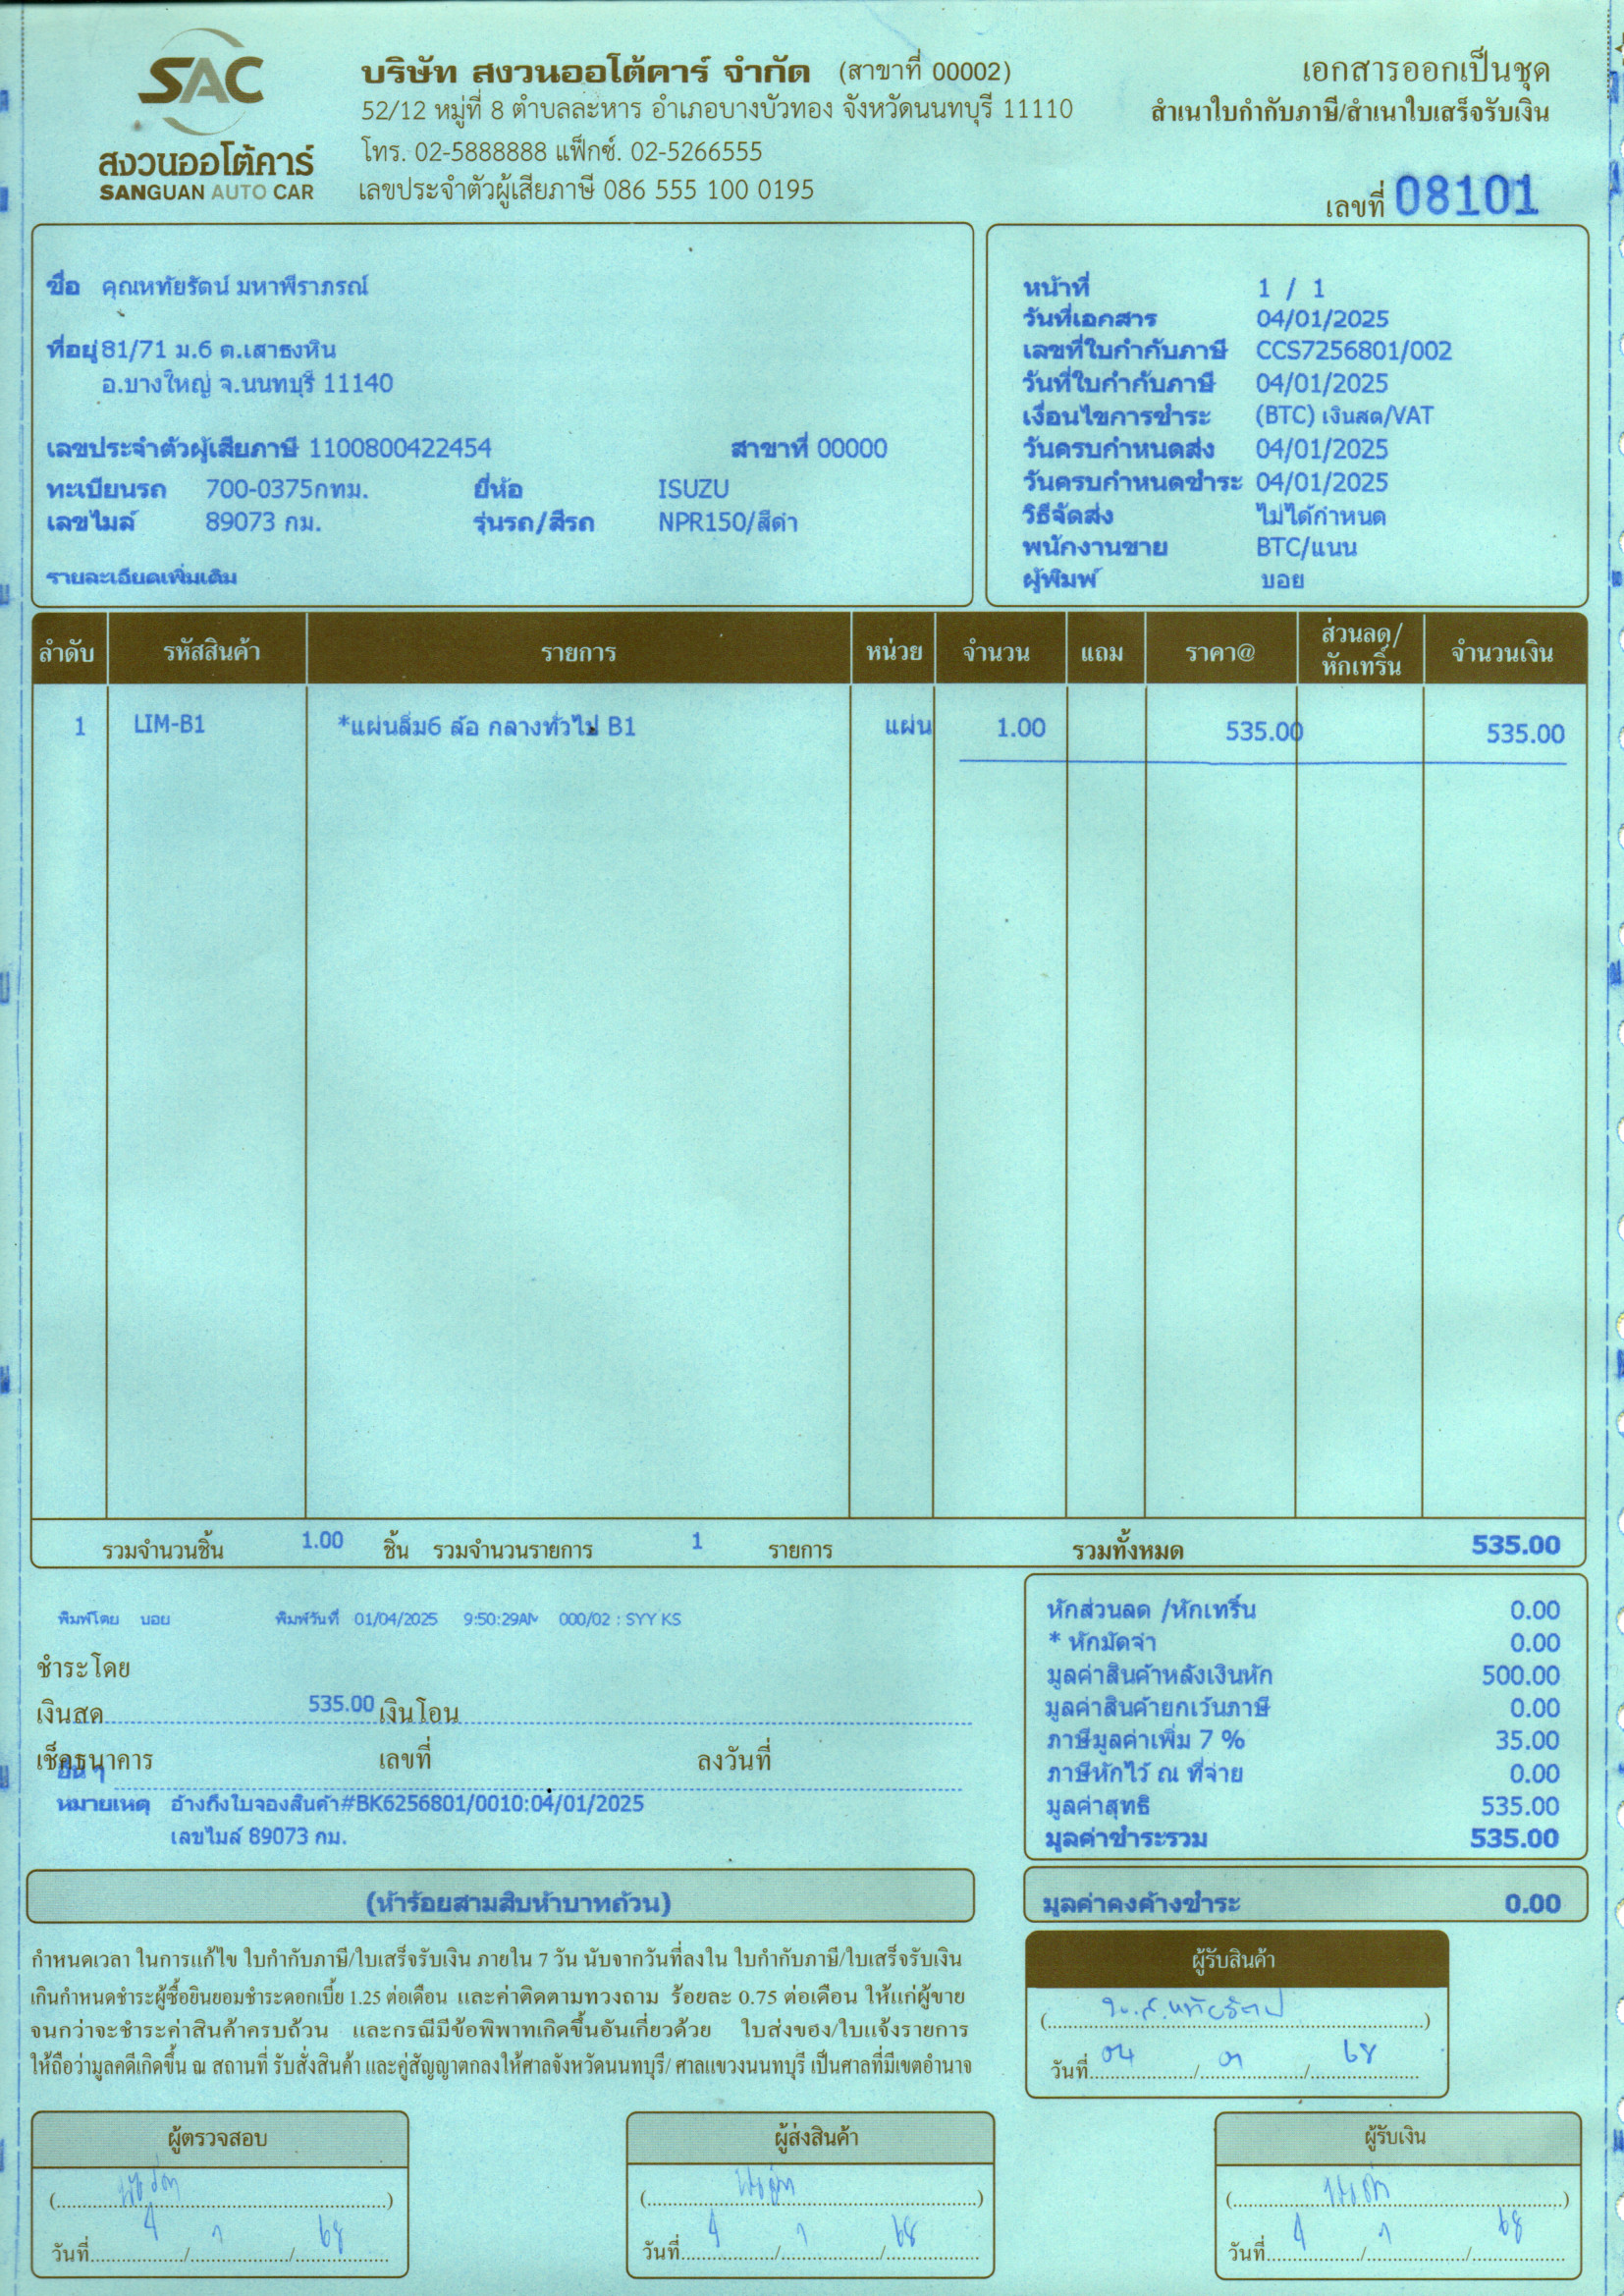 SAC
สงวนออโต้คาร์
SANGUAN AUTO CAR
บริษัท สงวนออโต้คาร์ จำกัด (สาขาที่ 00002)
52/12 หมู่ที่ 8 ตำบลละหาร อำเภอบางบัวทอง จังหวัดนนทบุรี 11110
โทร. 02-5888888 แฟ็กซ์. 02-5266555
เลขประจำตัวผู้เสียภาษี 086 555 100 0195
เอกสารออกเป็นชุด
สำเนาใบกำกับภาษี/สำเนาใบเสร็จรับเงิน
เลขที่ 08101
ชื่อ คุณหทัยรัตน์ มหาพีราภรณ์
ที่อยู่ 81/71 ม.6 ต.เสาธงหิน
อ.บางใหญ่ จ.นนทบุรี 11140
เลขประจำตัวผู้เสียภาษี 1100800422454 สาขาที่ 00000
ทะเบียนรถ 700-0375กทม. ยี่ห้อ ISUZU
เลขไมล์ 89073 กม. รุ่นรถ/สีรถ NPR150/สีดำ
รายละเอียดเพิ่มเติม
หน้าที่ 1 / 1
วันที่เอกสาร 04/01/2025
เลขที่ใบกำกับภาษี CCS7256801/002
วันที่ใบกำกับภาษี 04/01/2025
เงื่อนไขการชำระ (BTC) เงินสด/VAT
วันครบกำหนดส่ง 04/01/2025
วันครบกำหนดชำระ 04/01/2025
วิธีจัดส่ง ไม่ได้กำหนด
พนักงานขาย BTC/แนน
ผู้พิมพ์ บอย
ลำดับ รหัสสินค้า รายการ หน่วย จำนวน แถม ราคา@ ส่วนลด/หักเทริ์น จำนวนเงิน
1 LIM-B1 *แผ่นลิ่ม6 ล้อ กลางทั่วไป B1 แผ่น 1.00 535.00 535.00
รวมจำนวนชิ้น 1.00 ชิ้น รวมจำนวนรายการ 1 รายการ รวมทั้งหมด 535.00
พิมพ์โดย บอย พิมพ์วันที่ 01/04/2025 9:50:29AM 000/02 : SYY KS
ชำระโดย
เงินสด 535.00 เงินโอน
เช็คธนาคาร เลขที่ ลงวันที่
อื่น ๆ
หมายเหตุ อ้างถึงใบจองสินค้า#BK6256801/0010:04/01/2025
เลขไมล์ 89073 กม.
หักส่วนลด /หักเทริ์น 0.00
* หักมัดจำ 0.00
มูลค่าสินค้าหลังเงินหัก 500.00
มูลค่าสินค้ายกเว้นภาษี 0.00
ภาษีมูลค่าเพิ่ม 7 % 35.00
ภาษีหักไว้ ณ ที่จ่าย 0.00
มูลค่าสุทธิ 535.00
มูลค่าชำระรวม 535.00
(ห้าร้อยสามสิบห้าบาทถ้วน)
มูลค่าคงค้างชำระ 0.00
กำหนดเวลา ในการแก้ไข ใบกำกับภาษี/ใบเสร็จรับเงิน ภายใน 7 วัน นับจากวันที่ลงใน ใบกำกับภาษี/ใบเสร็จรับเงิน
เกินกำหนดชำระผู้ซื้อยินยอมชำระดอกเบี้ย 1.25 ต่อเดือน และค่าติดตามทวงถาม ร้อยละ 0.75 ต่อเดือน ให้แก่ผู้ขาย
จนกว่าจะชำระค่าสินค้าครบถ้วน และกรณีมีข้อพิพาทเกิดขึ้นอันเกี่ยวด้วย ใบส่งของ/ใบแจ้งรายการ
ให้ถือว่ามูลคดีเกิดขึ้น ณ สถานที่ รับสั่งสินค้า และคู่สัญญาตกลงให้ศาลจังหวัดนนทบุรี/ ศาลแขวงนนทบุรี เป็นศาลที่มีเขตอำนาจ
ผู้รับสินค้า
วันที่ 04 / 01 / 68
ผู้ตรวจสอบ ผู้ส่งสินค้า ผู้รับเงิน
วันที่ 4 / 1 / 68 วันที่ 4 / 1 / 68 วันที่ 4 / 1 / 68